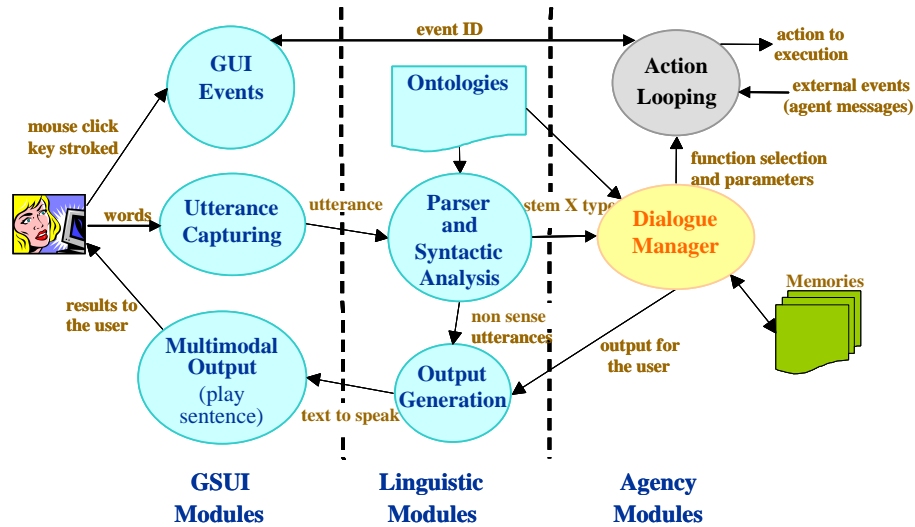 event ID
GUI
Events
Ontologies
Action
Looping
action to
execution
external events
(agent messages)
mouse click
key stroked
function selection
and parameters
words
Utterance
Capturing
utterance
Parser
and
Syntactic
Analysis
stem X type
Dialogue
Manager
Memories
results to
the user
non sense
utterances
output for
the user
Multimodal
Output
(play
sentence)
text to speak
Output
Generation
GSUI
Modules
Linguistic
Modules
Agency
Modules